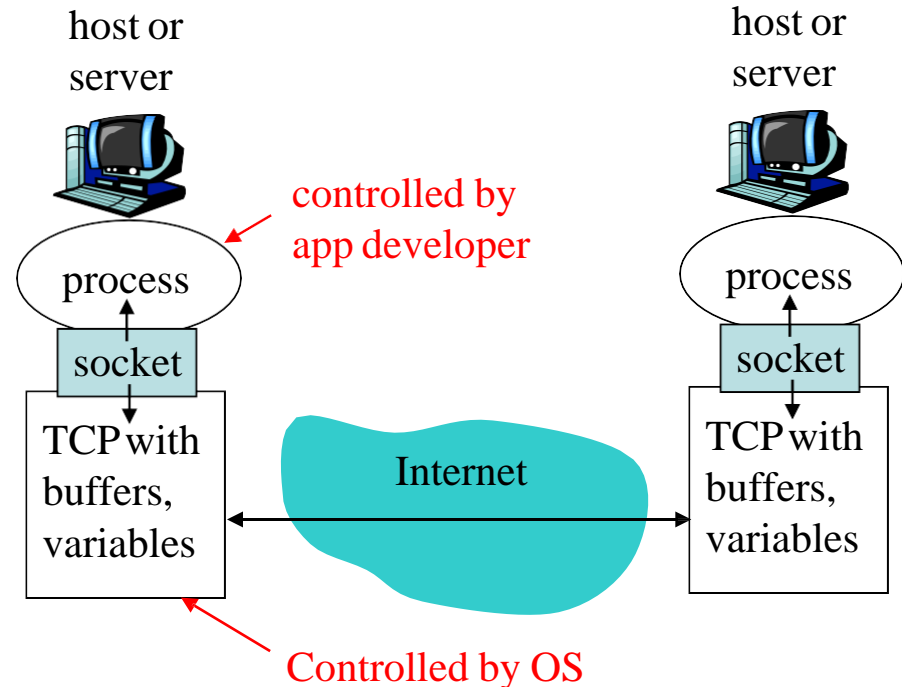 host or
server
host or
server
controlled by
app developer
process
process
socket
socket
TCP with
buffers,
variables
Internet
TCP with
buffers,
variables
Controlled by OS